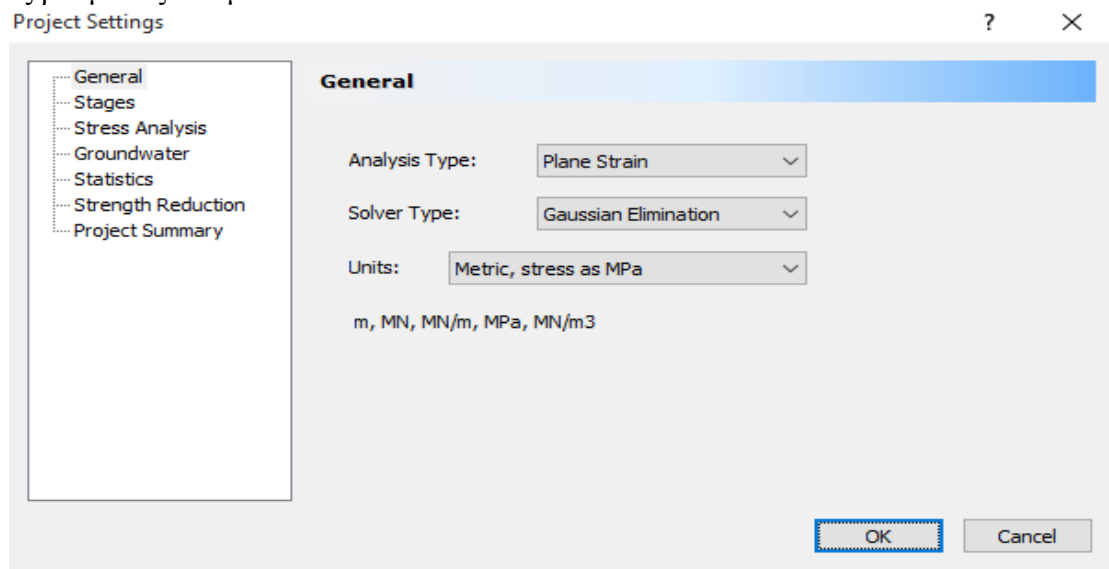 Project Settings
?
General
Stages
Stress Analysis
Groundwater
Statistics
Strength Reduction
Project Summary
General
Analysis Type: Plane Strain
Solver Type: Gaussian Elimination
Units: Metric, stress as MPa
m, MN, MN/m, MPa, MN/m3
OK Cancel